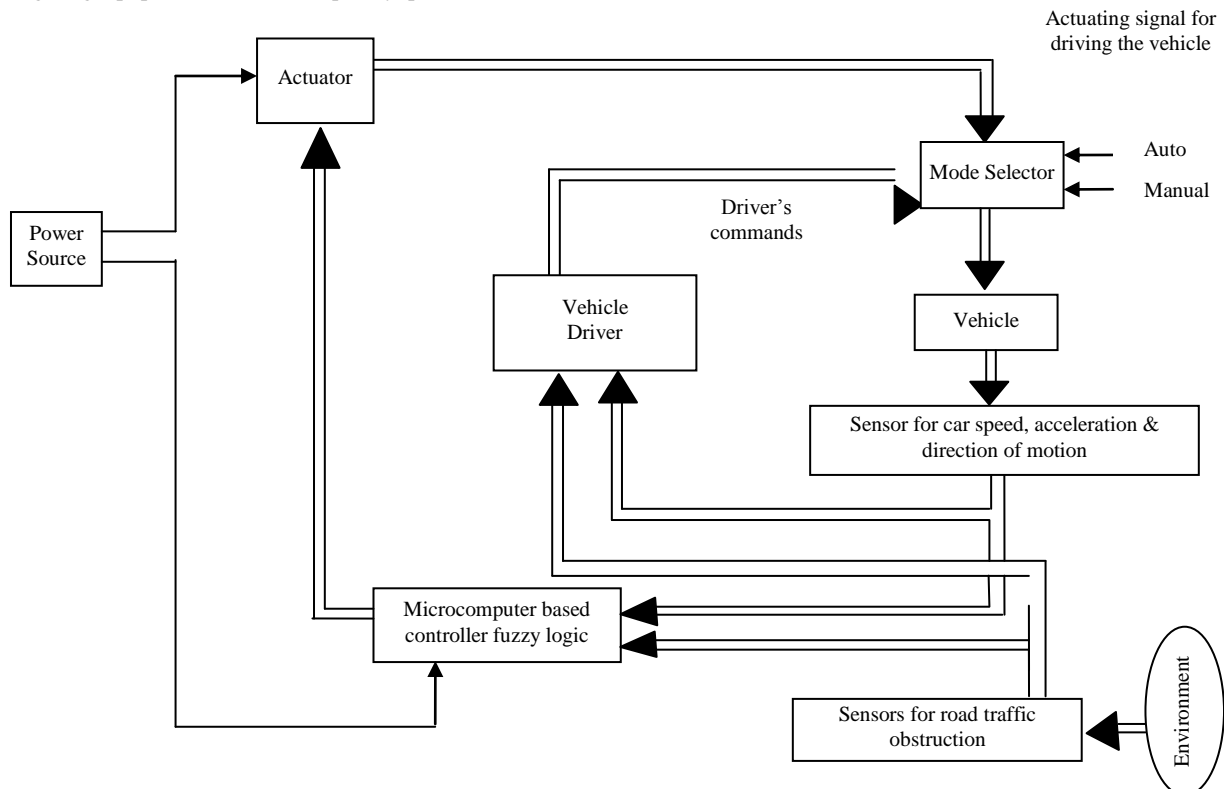 Actuating signal for
driving the vehicle
Actuator
Auto
Mode Selector
Manual
Driver's
commands
Power
Source
Vehicle
Driver
Vehicle
Sensor for car speed, acceleration &
direction of motion
Microcomputer based
controller fuzzy logic
Sensors for road traffic
obstruction
Environment